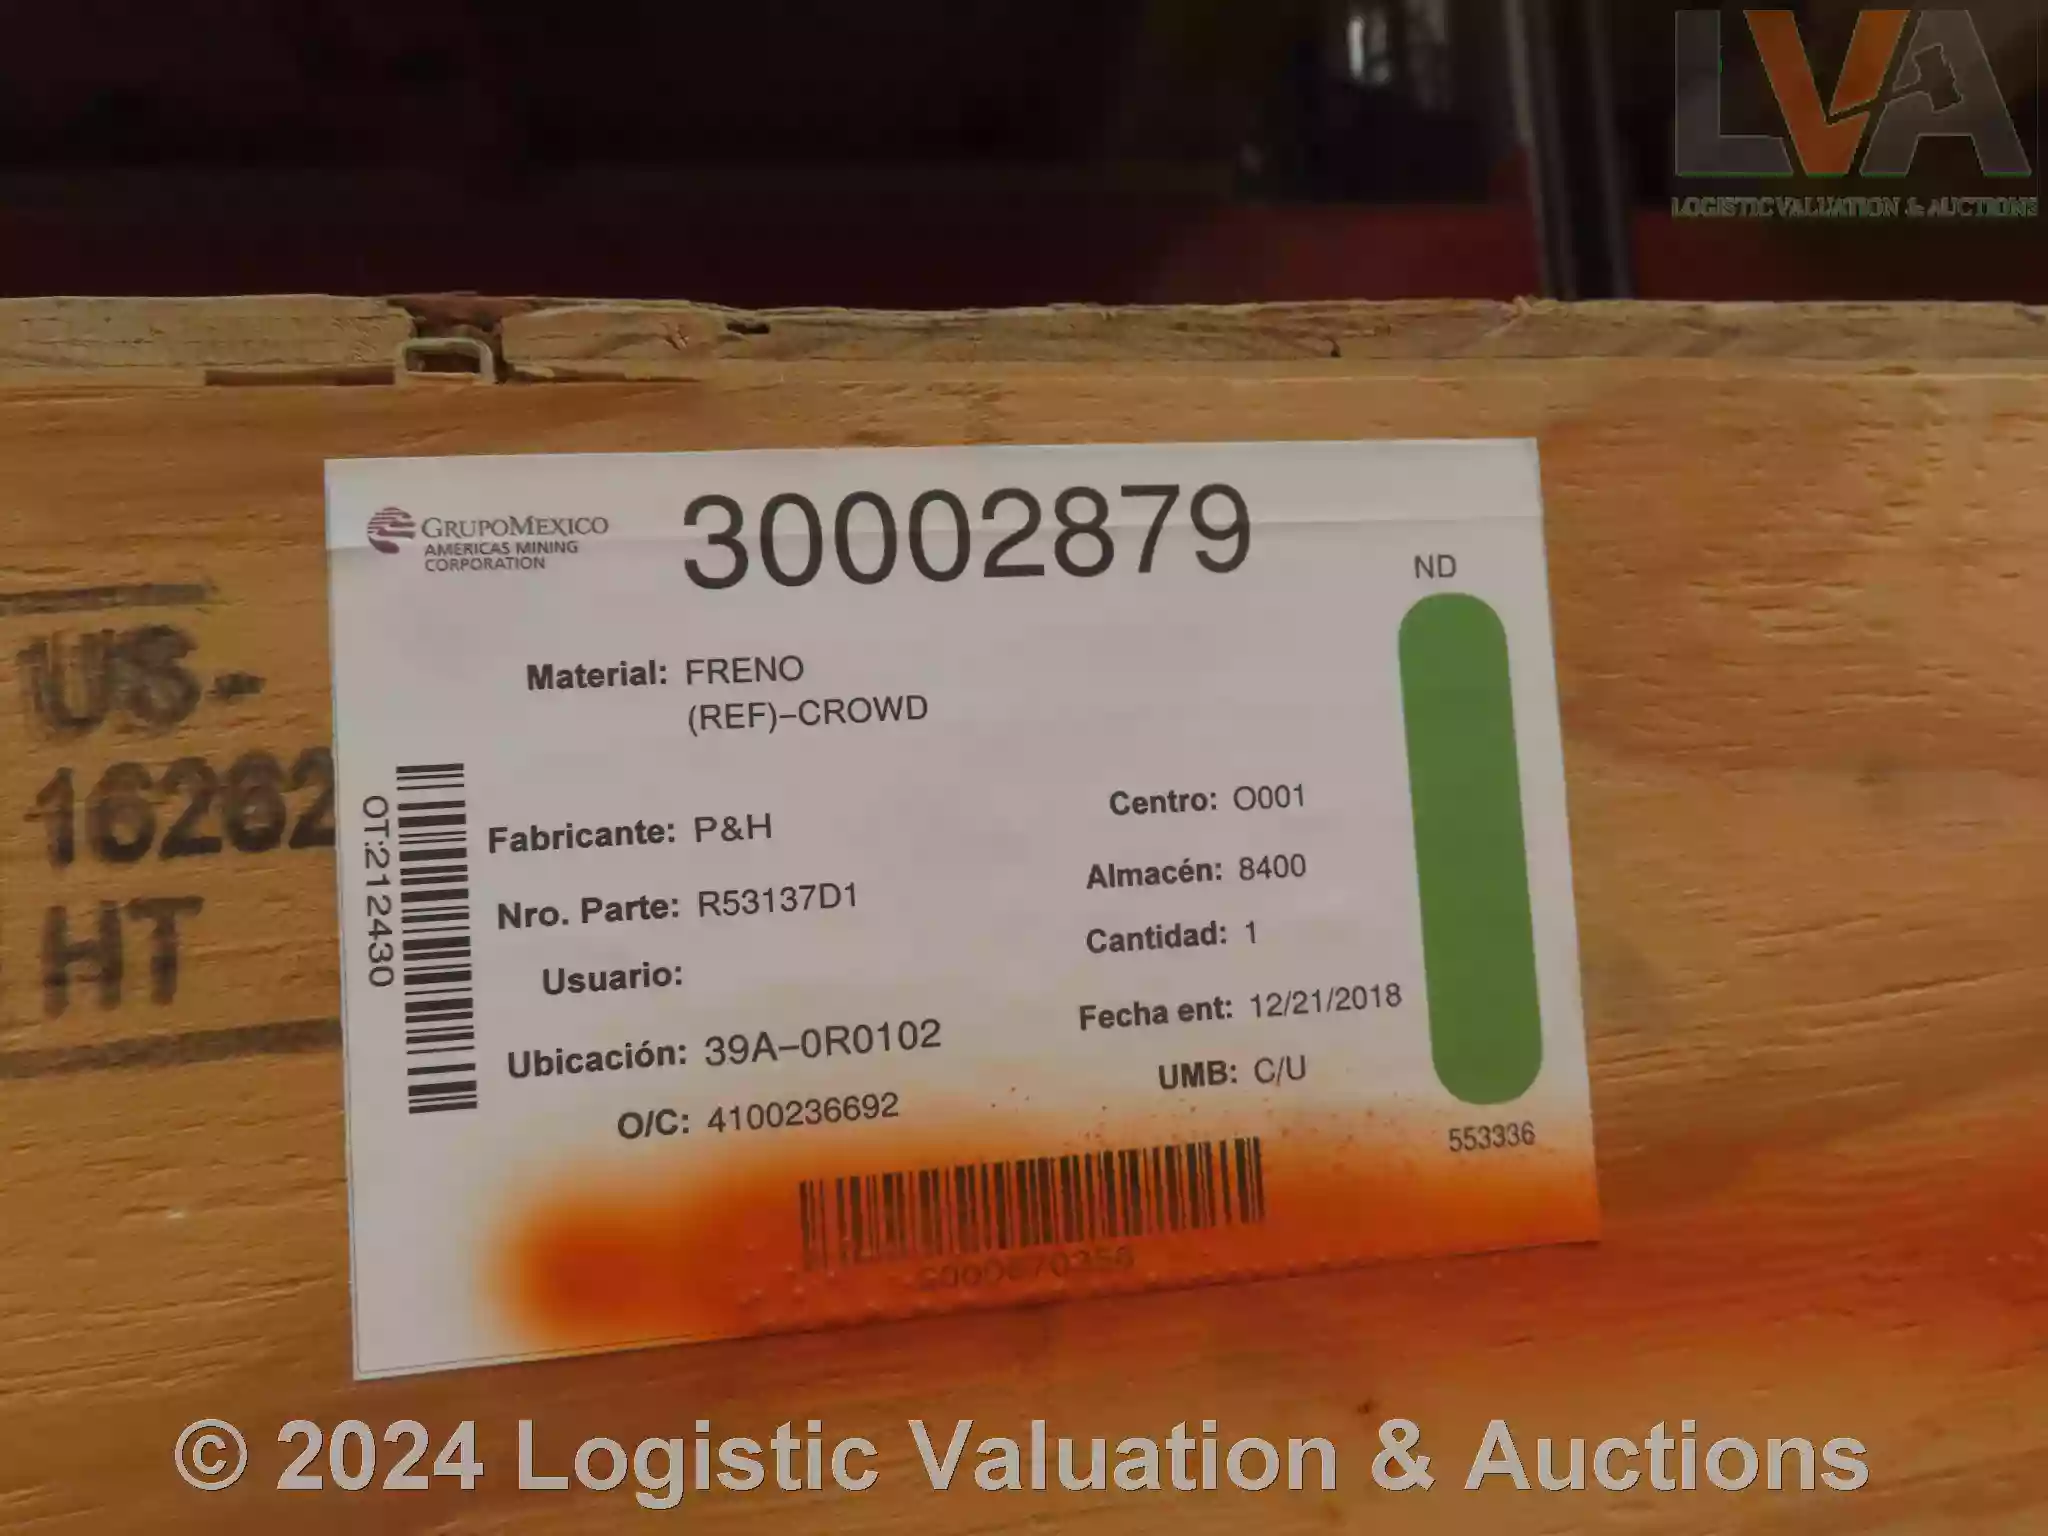 LVA
LOGISTIC VALUATION & AUCTIONS
GRUPOMEXICO
AMERICAS MINING
CORPORATION
30002879
ND
Material: FRENO
(REF)–CROWD
US-
16262
HT
OT:212430
Fabricante: P&H
Nro. Parte: R53137D1
Usuario:
Ubicación: 39A–0R0102
O/C: 4100236692
Centro: O001
Almacén: 8400
Cantidad: 1
Fecha ent: 12/21/2018
UMB: C/U
553336
© 2024 Logistic Valuation & Auctions